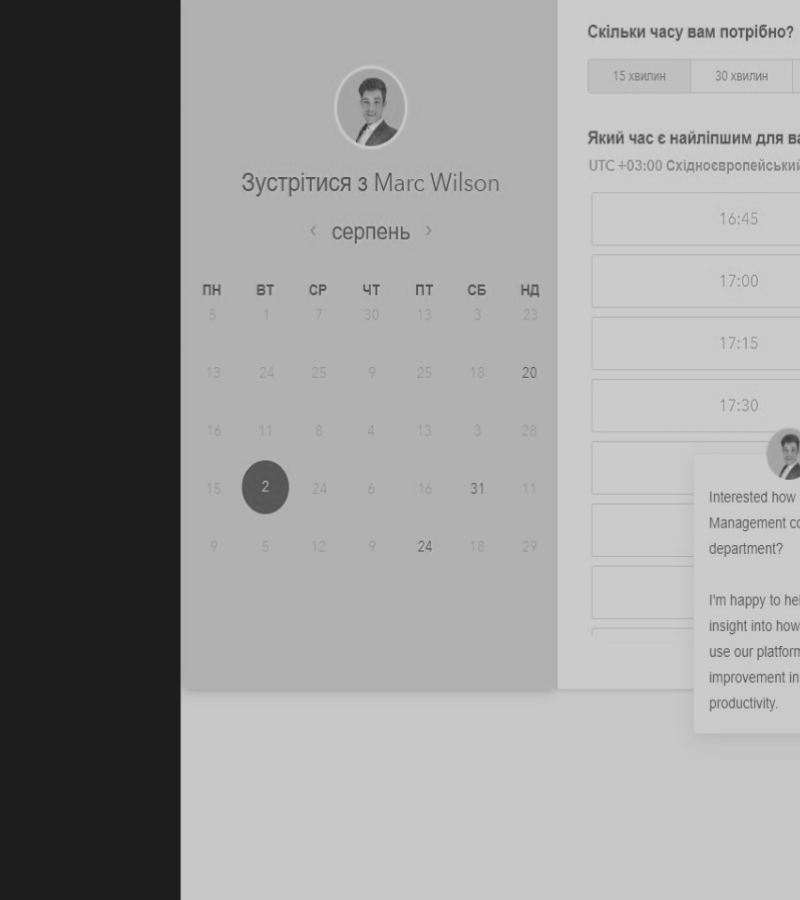 Зустрітися з Marc Wilson
‹ серпень ›
ПН ВТ СР ЧТ ПТ СБ НД
5 1 7 30 13 3 23
13 24 25 9 25 18 20
16 11 8 4 13 3 28
15 2 24 6 16 31 11
9 5 12 9 24 18 29
Скільки часу вам потрібно?
15 хвилин 30 хвилин
Який час є найліпшим для
UTC +03:00 Східноєвропейський
16:45
17:00
17:15
17:30
Interested how
Management
department?
I'm happy to
insight into how
use our platform
improvement in
productivity.